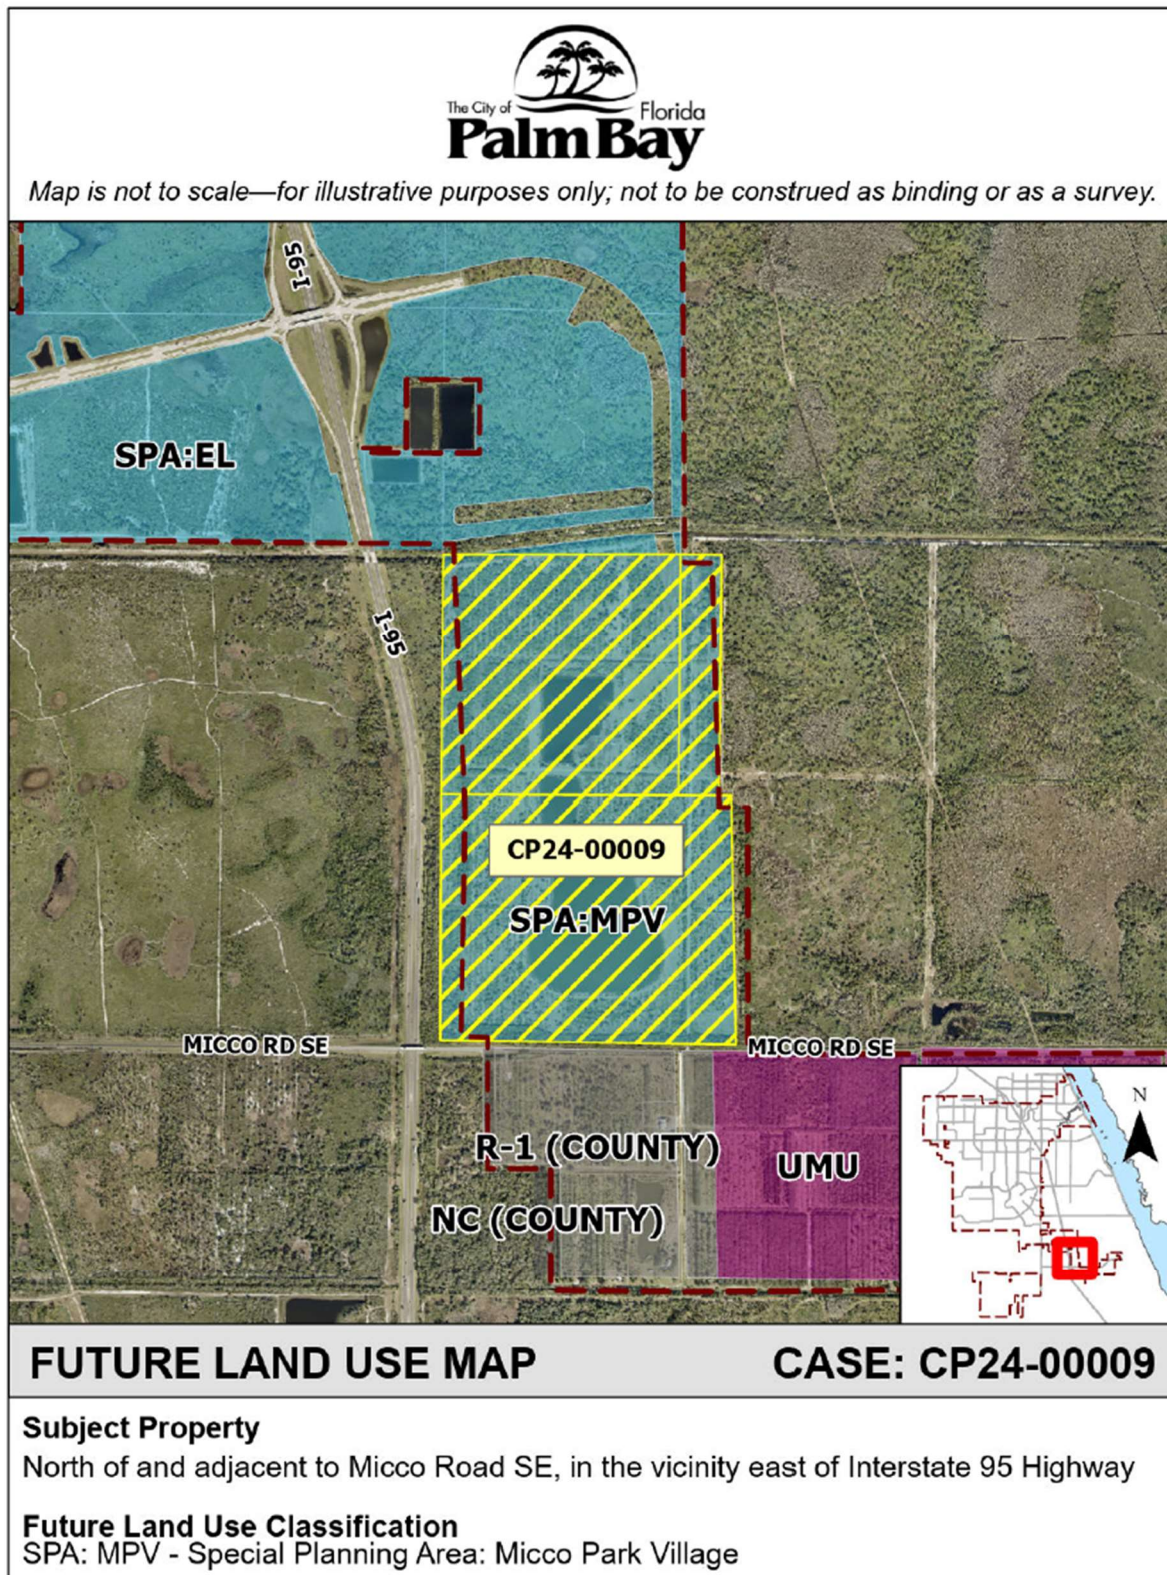 The City of Florida
Palm Bay
Map is not to scale—for illustrative purposes only; not to be construed as binding or as a survey.
I-95
SPA:EL
I-95
CP24-00009
SPA:MPV
MICCO RD SE
MICCO RD SE
R-1 (COUNTY)
UMU
NC (COUNTY)
N
FUTURE LAND USE MAP CASE: CP24-00009
Subject Property
North of and adjacent to Micco Road SE, in the vicinity east of Interstate 95 Highway
Future Land Use Classification
SPA: MPV - Special Planning Area: Micco Park Village